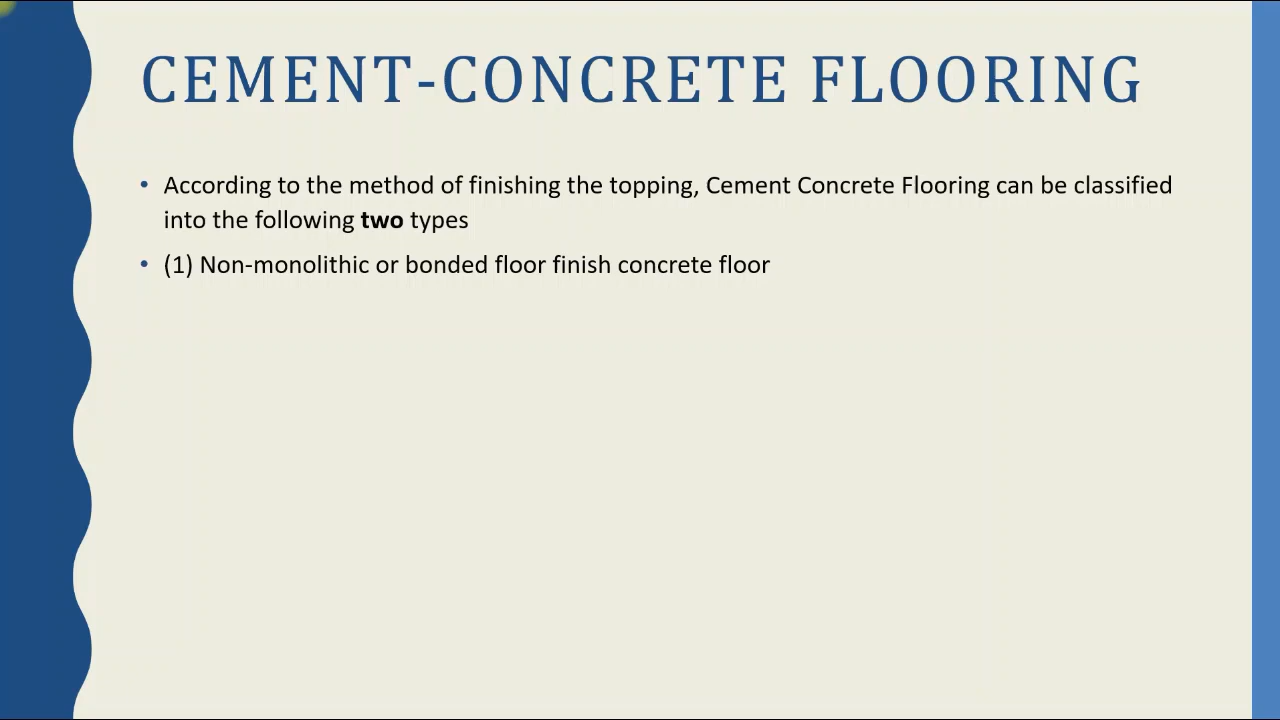 CEMENT-CONCRETE FLOORING
• According to the method of finishing the topping, Cement Concrete Flooring can be classified
into the following two types
• (1) Non-monolithic or bonded floor finish concrete floor